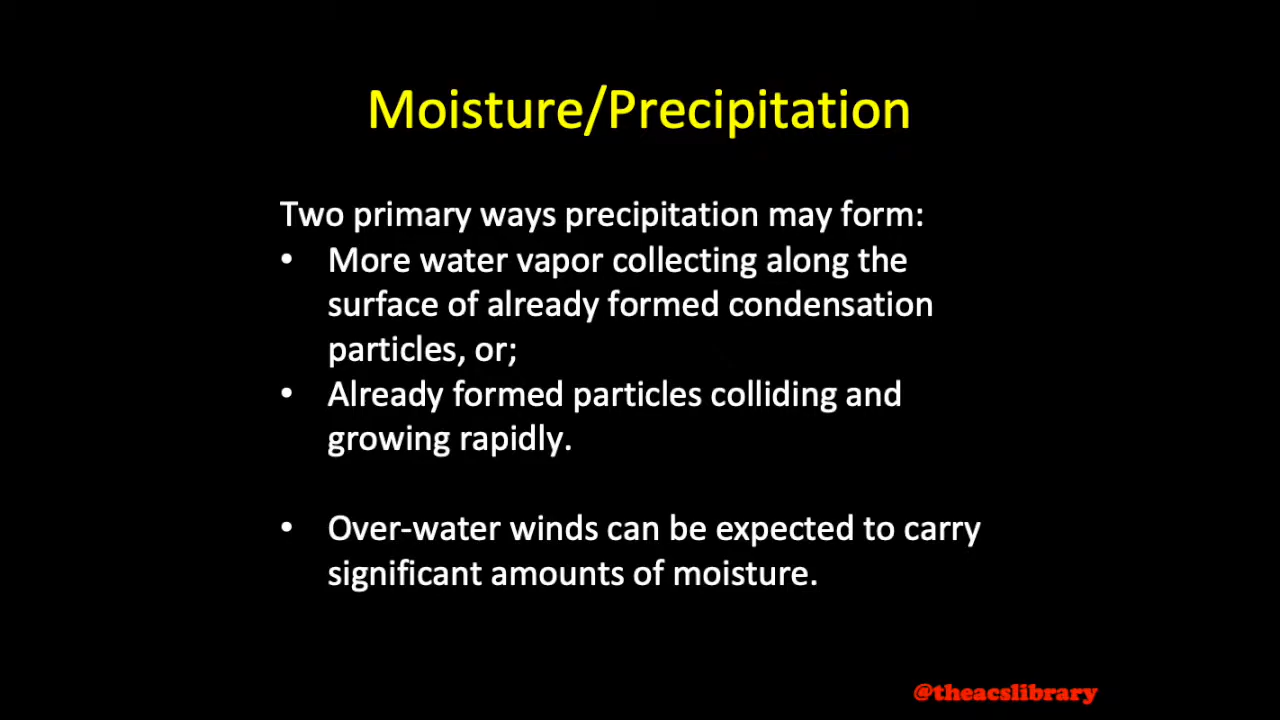 Moisture/Precipitation
Two primary ways precipitation may form:
• More water vapor collecting along the
surface of already formed condensation
particles, or;
• Already formed particles colliding and
growing rapidly.
• Over-water winds can be expected to carry
significant amounts of moisture.
@theacslibrary